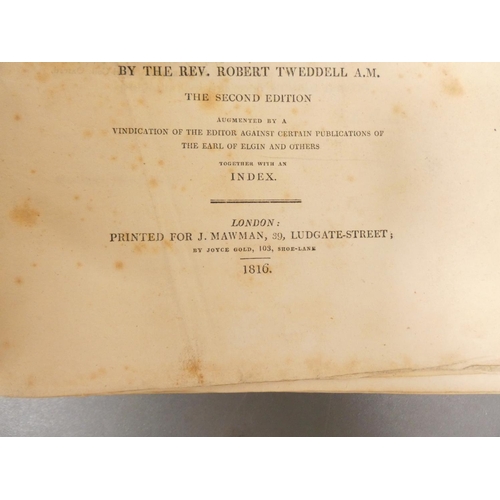 BY THE REV. ROBERT TWEDDELL A.M.
THE SECOND EDITION
AUGMENTED BY A
VINDICATION OF THE EDITOR AGAINST CERTAIN PUBLICATIONS OF
THE EARL OF ELGIN AND OTHERS
TOGETHER WITH AN
INDEX.
LONDON:
PRINTED FOR J. MAWMAN, 39, LUDGATE-STREET;
BY JOYCE GOLD, 103, SHOE-LANE
1816.